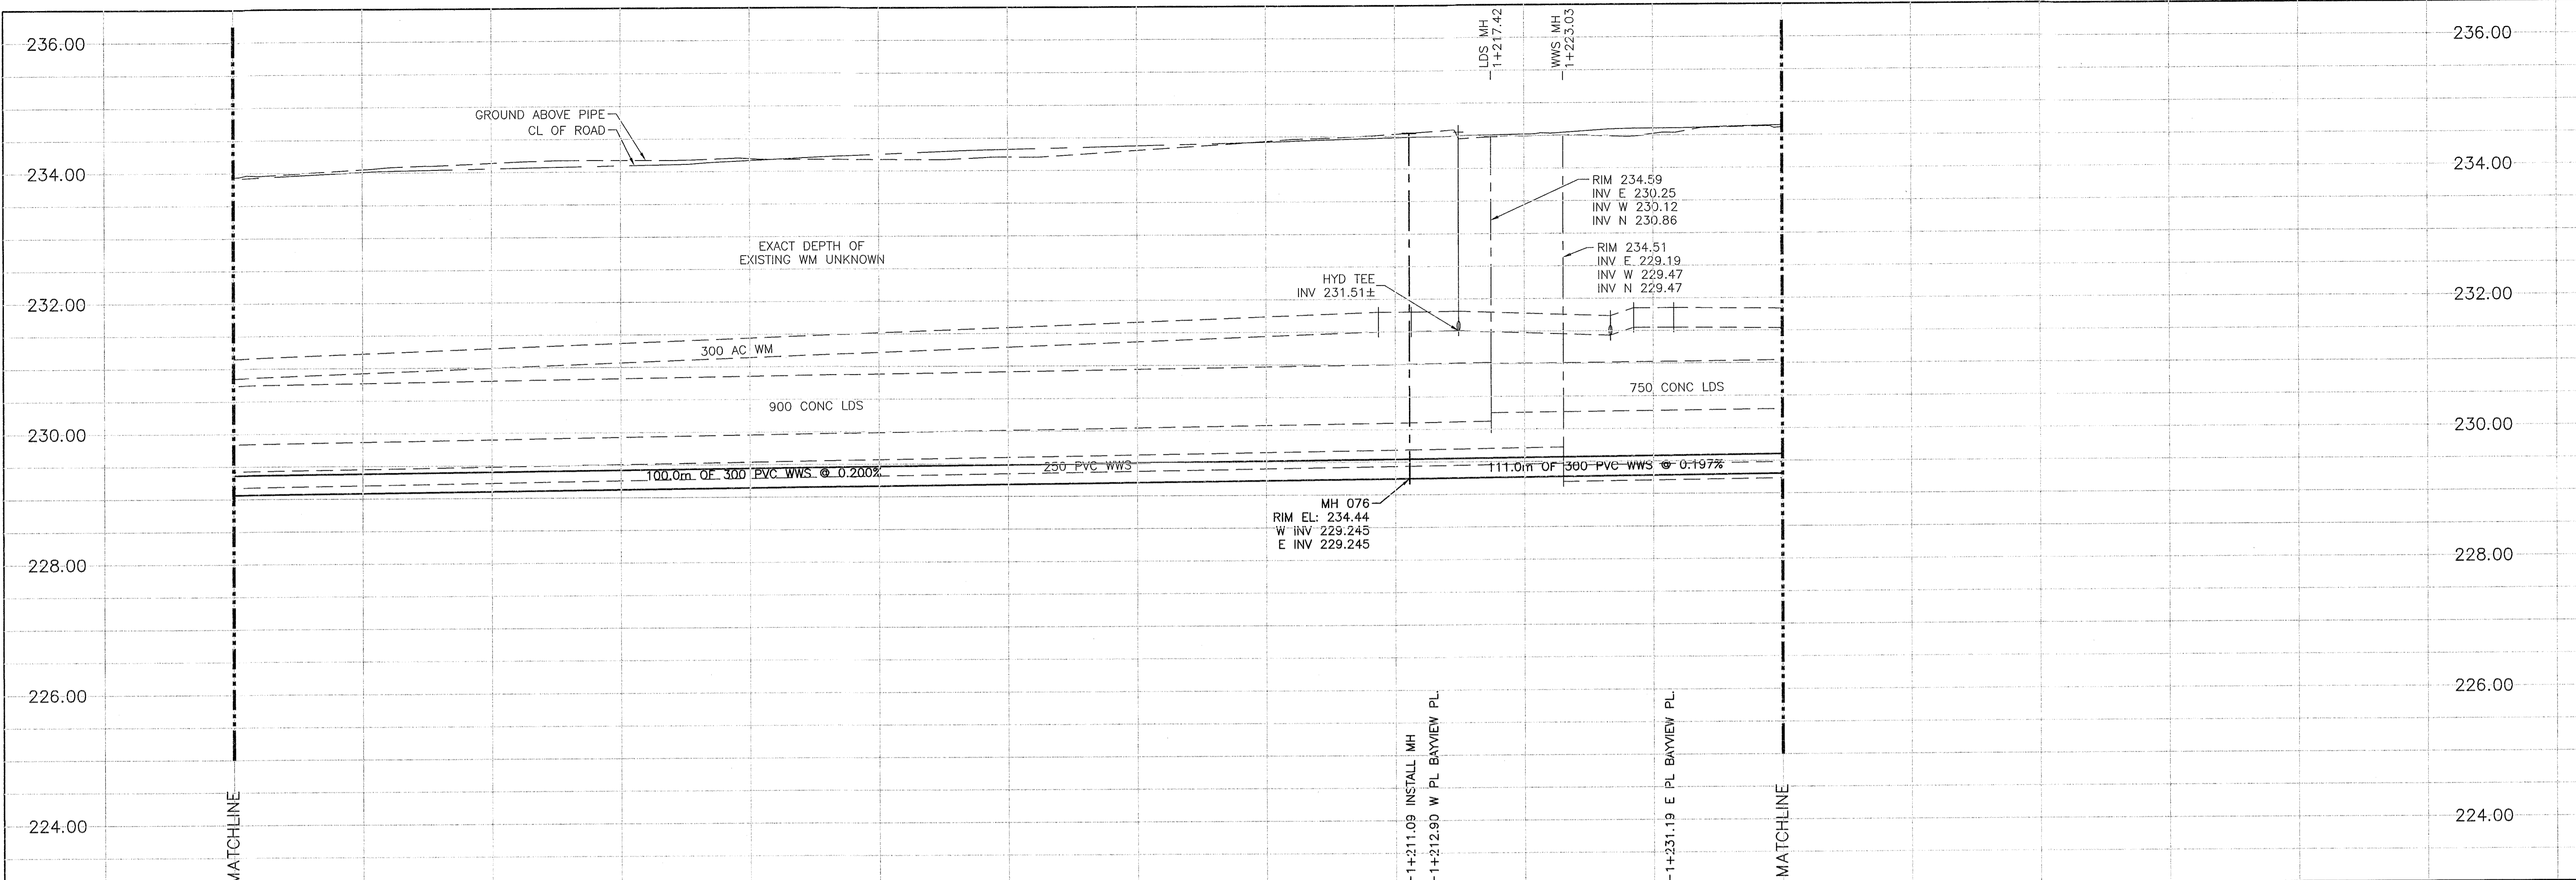 LDS MH
1+217.42
WWS MH
1+223.03
236.00
236.00
GROUND ABOVE PIPE
CL OF ROAD
234.00
234.00
RIM 234.59
INV E 230.25
INV W 230.12
INV N 230.86
EXACT DEPTH OF
EXISTING WM UNKNOWN
RIM 234.51
INV E 229.19
INV W 229.47
INV N 229.47
HYD TEE
INV 231.51±
232.00
232.00
300 AC WM
750 CONC LDS
900 CONC LDS
230.00
230.00
100.0m OF 300 PVC WWS @ 0.200%
250 PVC WWS
111.0m OF 300 PVC WWS @ 0.197%
MH 076
RIM EL: 234.44
W INV 229.245
E INV 229.245
228.00
228.00
226.00
226.00
1+211.09 INSTALL MH
1+212.90 W PL BAYVIEW PL.
1+231.19 E PL BAYVIEW PL.
224.00
224.00
MATCHLINE
MATCHLINE